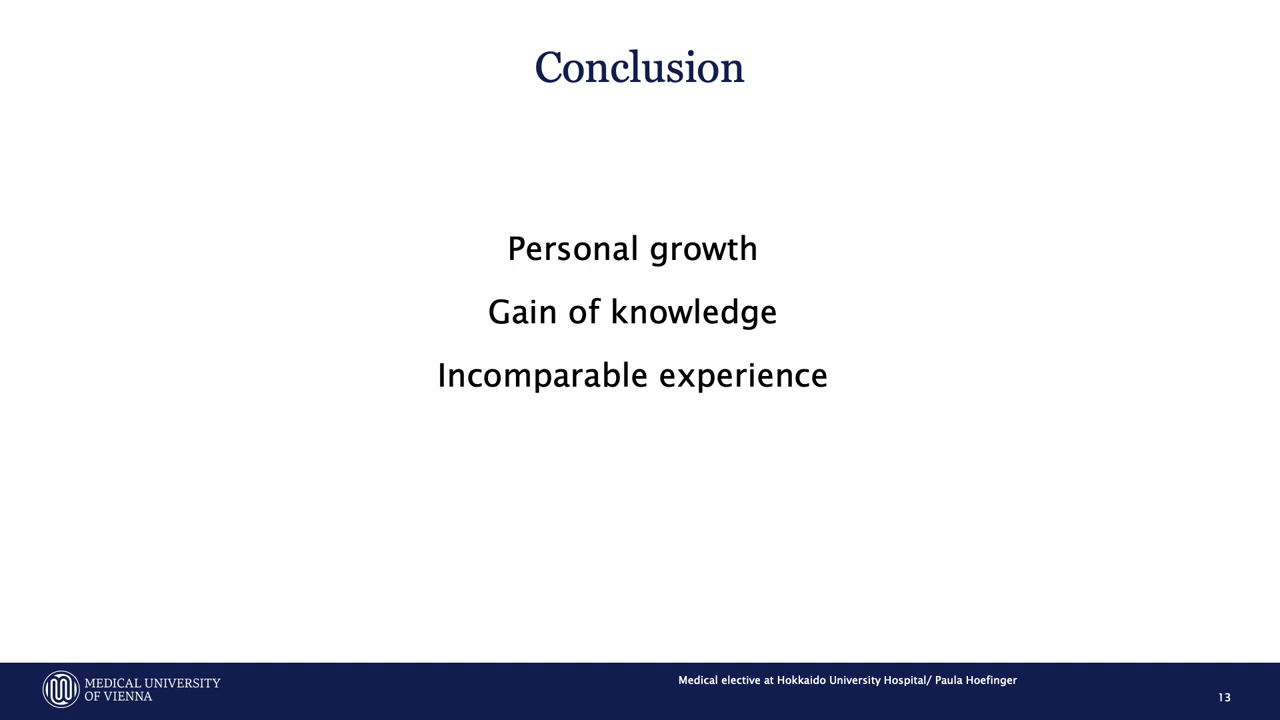 Conclusion
Personal growth
Gain of knowledge
Incomparable experience
MEDICAL UNIVERSITY
OF VIENNA
Medical elective at Hokkaido University Hospital/ Paula Hoefinger
13